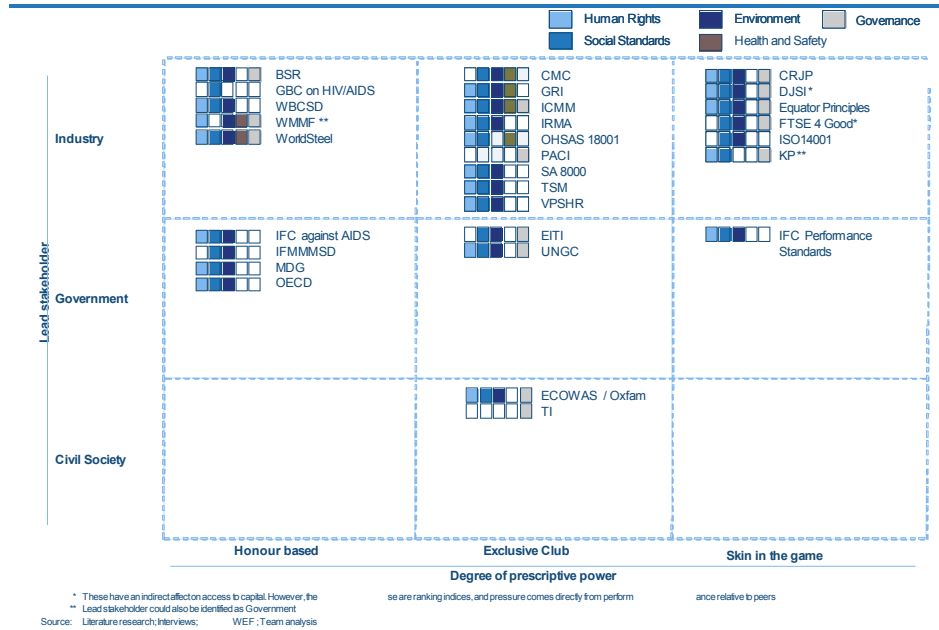 Human Rights
Environment
Governance
Social Standards
Health and Safety
Lead stakeholder
Industry
BSR
GBC on HIV/AIDS
WBCSD
WMMF **
WorldSteel
CMC
GRI
ICMM
IRMA
OHSAS 18001
PACI
SA 8000
TSM
VPSHR
CRJP
DJSI *
Equator Principles
FTSE 4 Good*
ISO14001
KP**
Government
IFC against AIDS
IFMMMSD
MDG
OECD
EITI
UNGC
IFC Performance
Standards
Civil Society
ECOWAS / Oxfam
TI
Honour based
Exclusive Club
Skin in the game
Degree of prescriptive power
* These have an indirect affect on access to capital. However, the se are ranking indices, and pressure comes directly from perform ance relative to peers
** Lead stakeholder could also be identified as Government
Source: Literature research; Interviews; WEF ; Team analysis